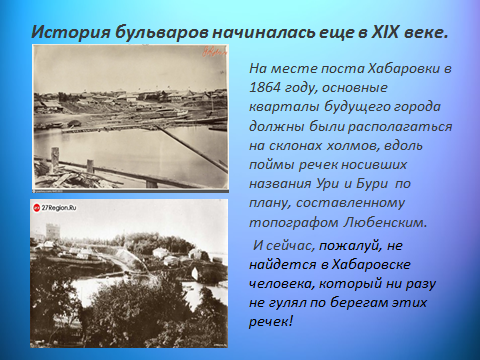 История бульваров начиналась еще в XIX веке.
На месте поста Хабаровки в
1864 году, основные
кварталы будущего города
должны были располагаться
на склонах холмов, вдоль
поймы речек носивших
названия Ури и Бури по
плану, составленному
топографом Любенским.
И сейчас, пожалуй, не
найдется в Хабаровске
человека, который ни разу
не гулял по берегам этих
речек!
27Region.Ru